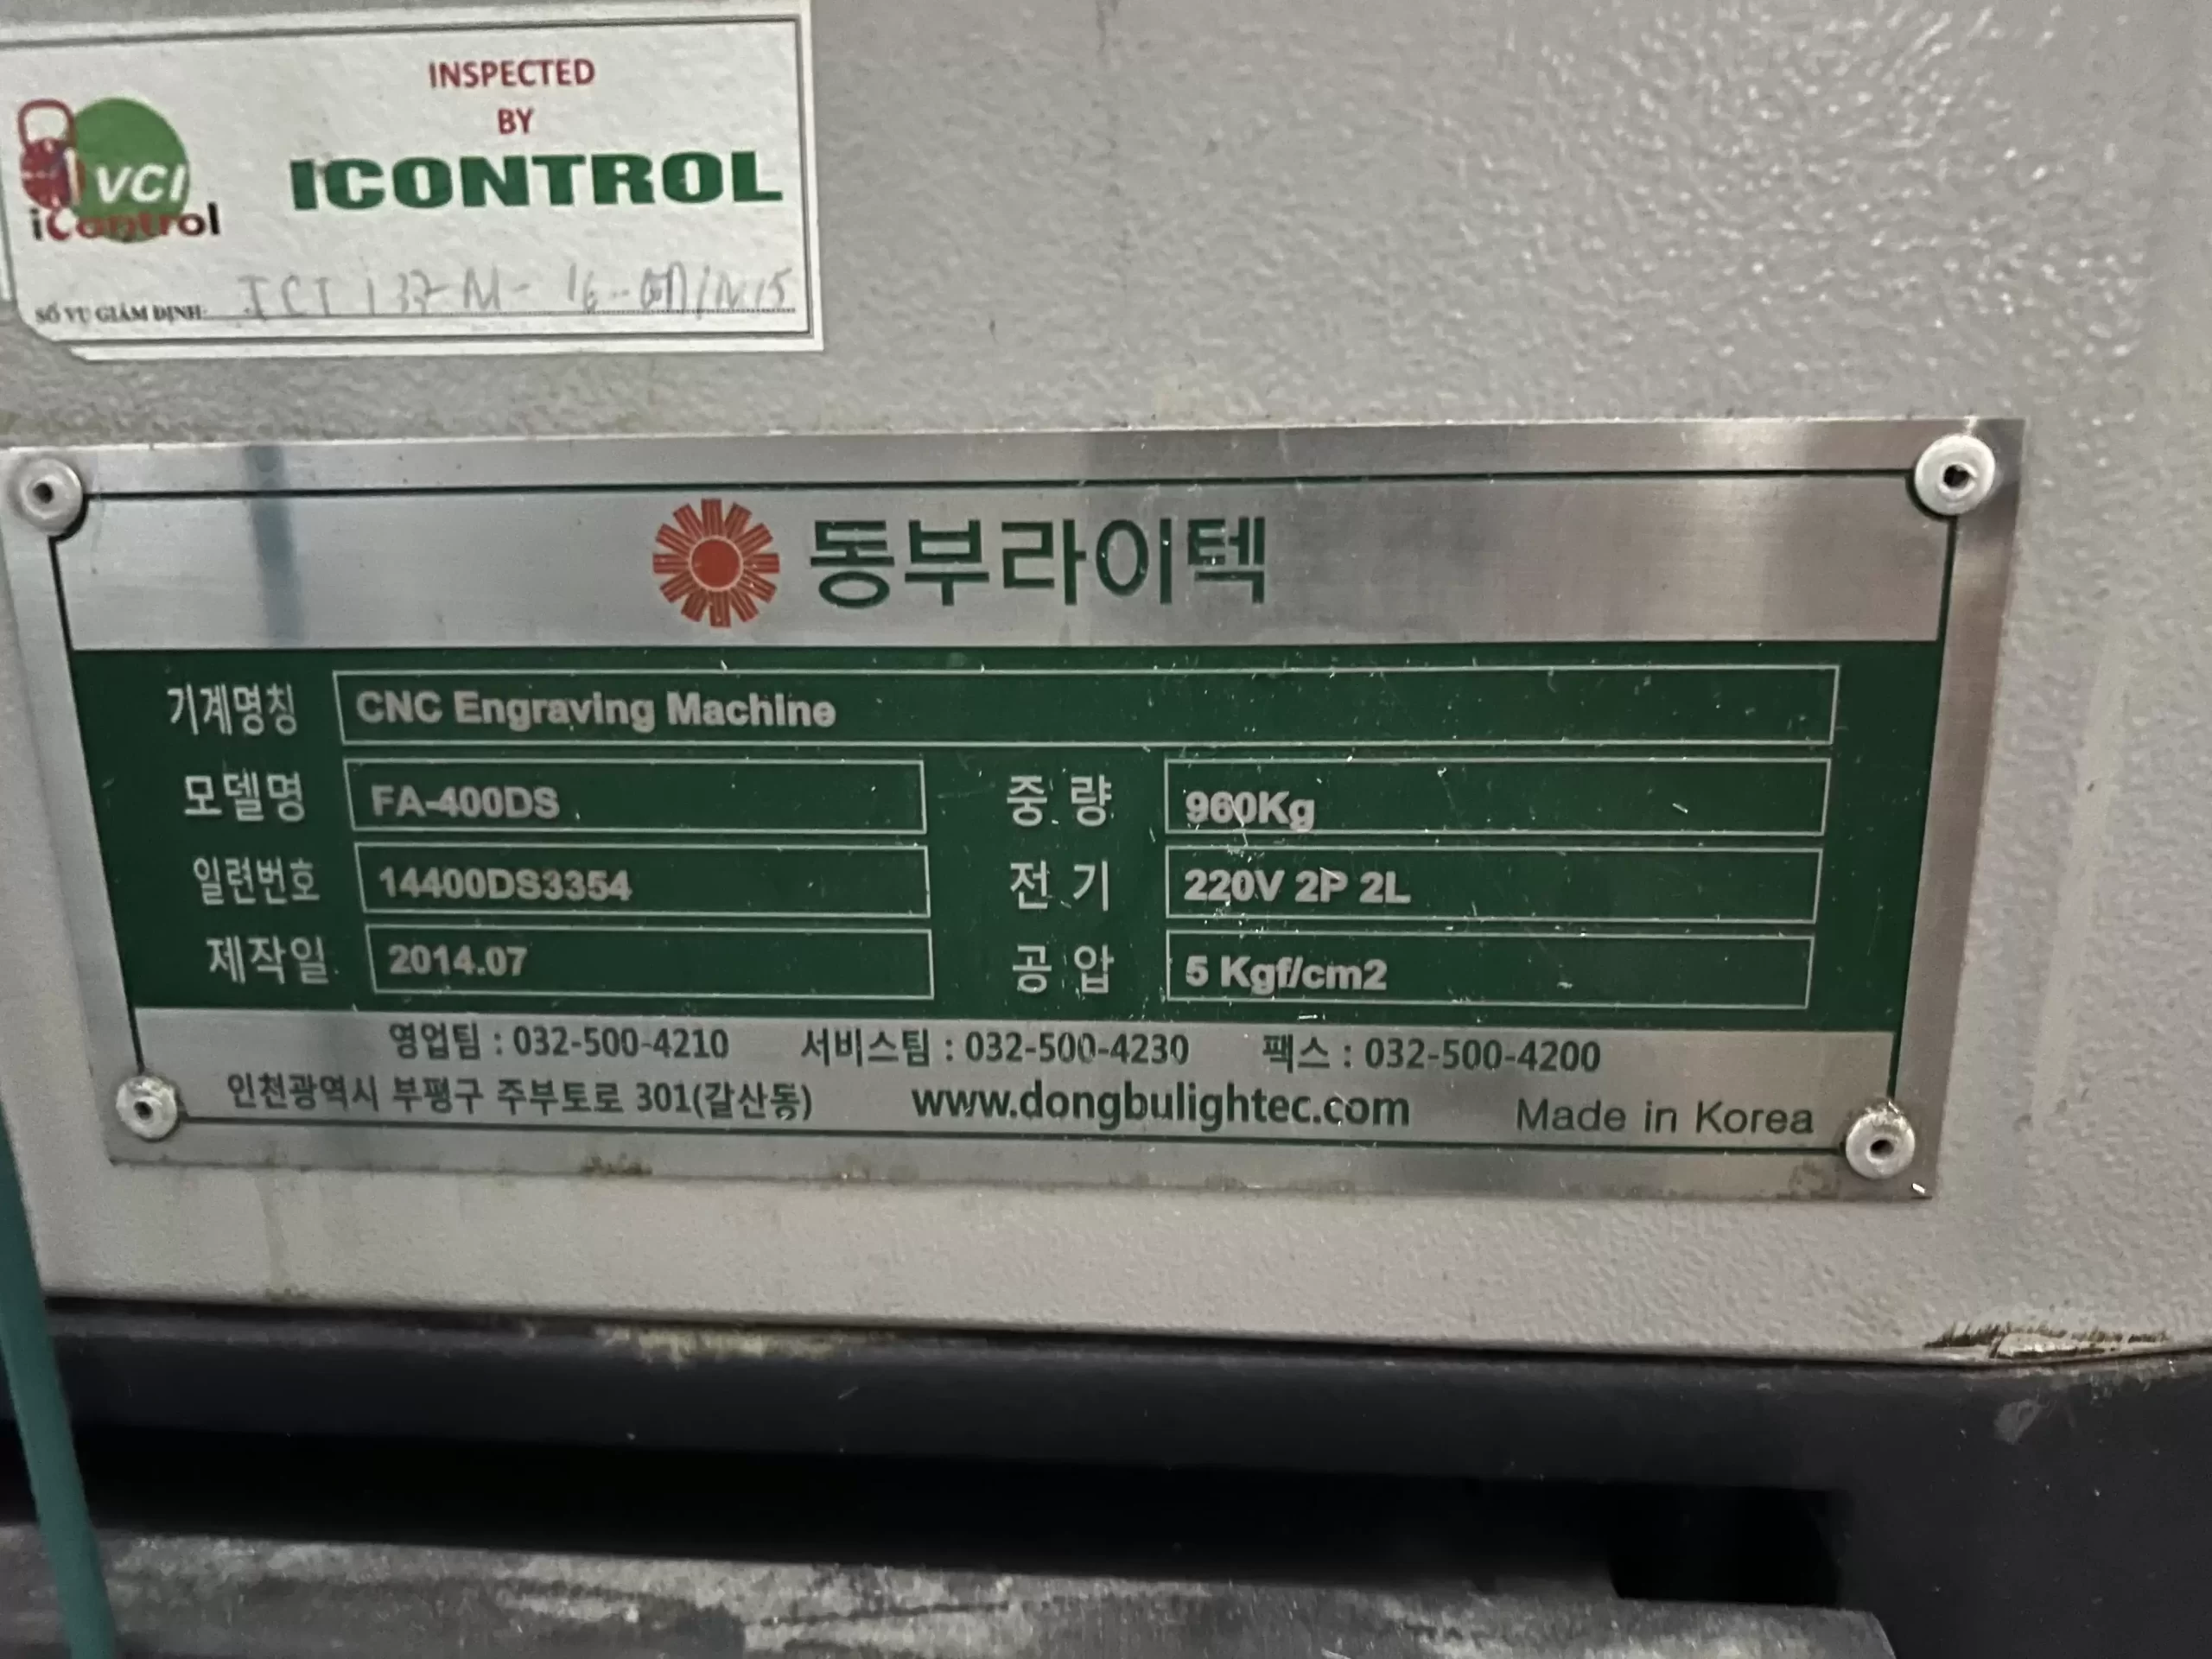 INSPECTED
BY
ICONTROL
VCI
iControl
SỐ VỤ GIÁM ĐỊNH:
동부라이텍
기계명칭 CNC Engraving Machine
모델명 FA-400DS 중 량 960Kg
일련번호 14400DS3354 전 기 220V 2P 2L
제작일 2014.07 공 압 5 Kgf/cm2
영업팀 : 032-500-4210 서비스팀 : 032-500-4230 팩스 : 032-500-4200
인천광역시 부평구 주부토로 301(갈산동) www.dongbulightec.com Made in Korea